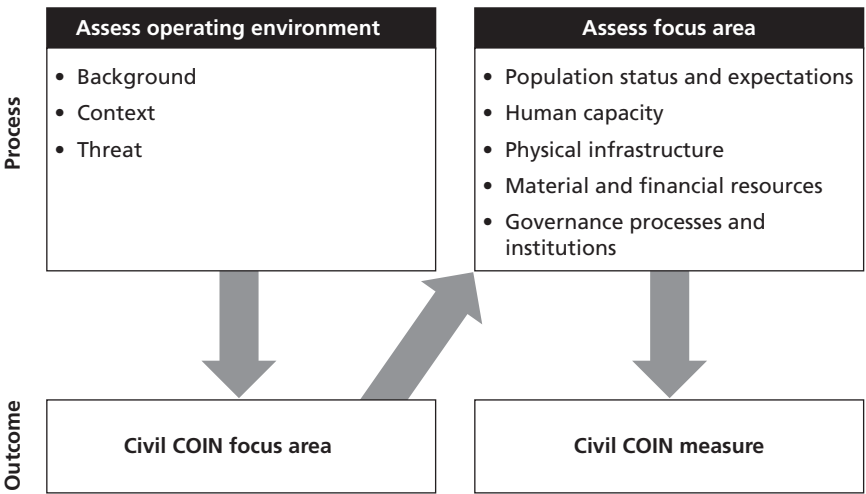 Process
Assess operating environment
• Background
• Context
• Threat
Assess focus area
• Population status and expectations
• Human capacity
• Physical infrastructure
• Material and financial resources
• Governance processes and
institutions
Outcome
Civil COIN focus area
Civil COIN measure